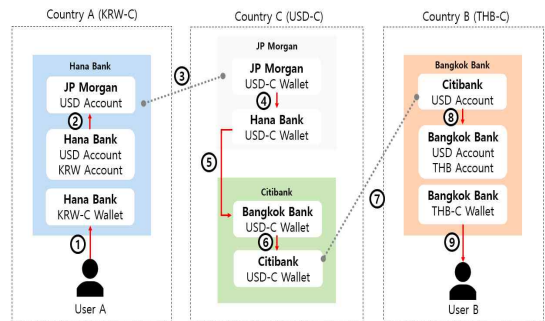 Country A (KRW-C)
Hana Bank
JP Morgan
USD Account
②
Hana Bank
USD Account
KRW Account
Hana Bank
KRW-C Wallet
①
User A
③
Country C (USD-C)
JP Morgan
JP Morgan
USD-C Wallet
④
Hana Bank
USD-C Wallet
⑤
Citibank
Bangkok Bank
USD-C Wallet
⑥
Citibank
USD-C Wallet
⑦
Country B (THB-C)
Bangkok Bank
Citibank
USD Account
⑧
Bangkok Bank
USD Account
THB Account
Bangkok Bank
THB-C Wallet
⑨
User B